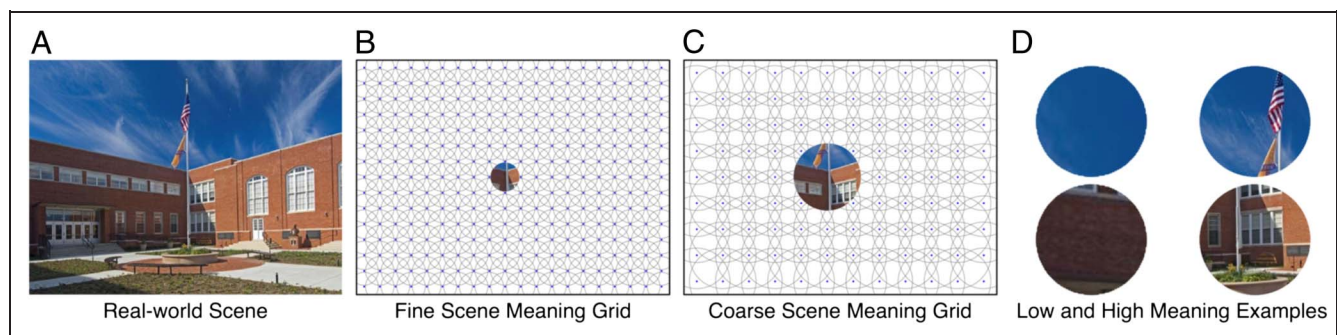 A
B
C
D
Real-world Scene
Fine Scene Meaning Grid
Coarse Scene Meaning Grid
Low and High Meaning Examples